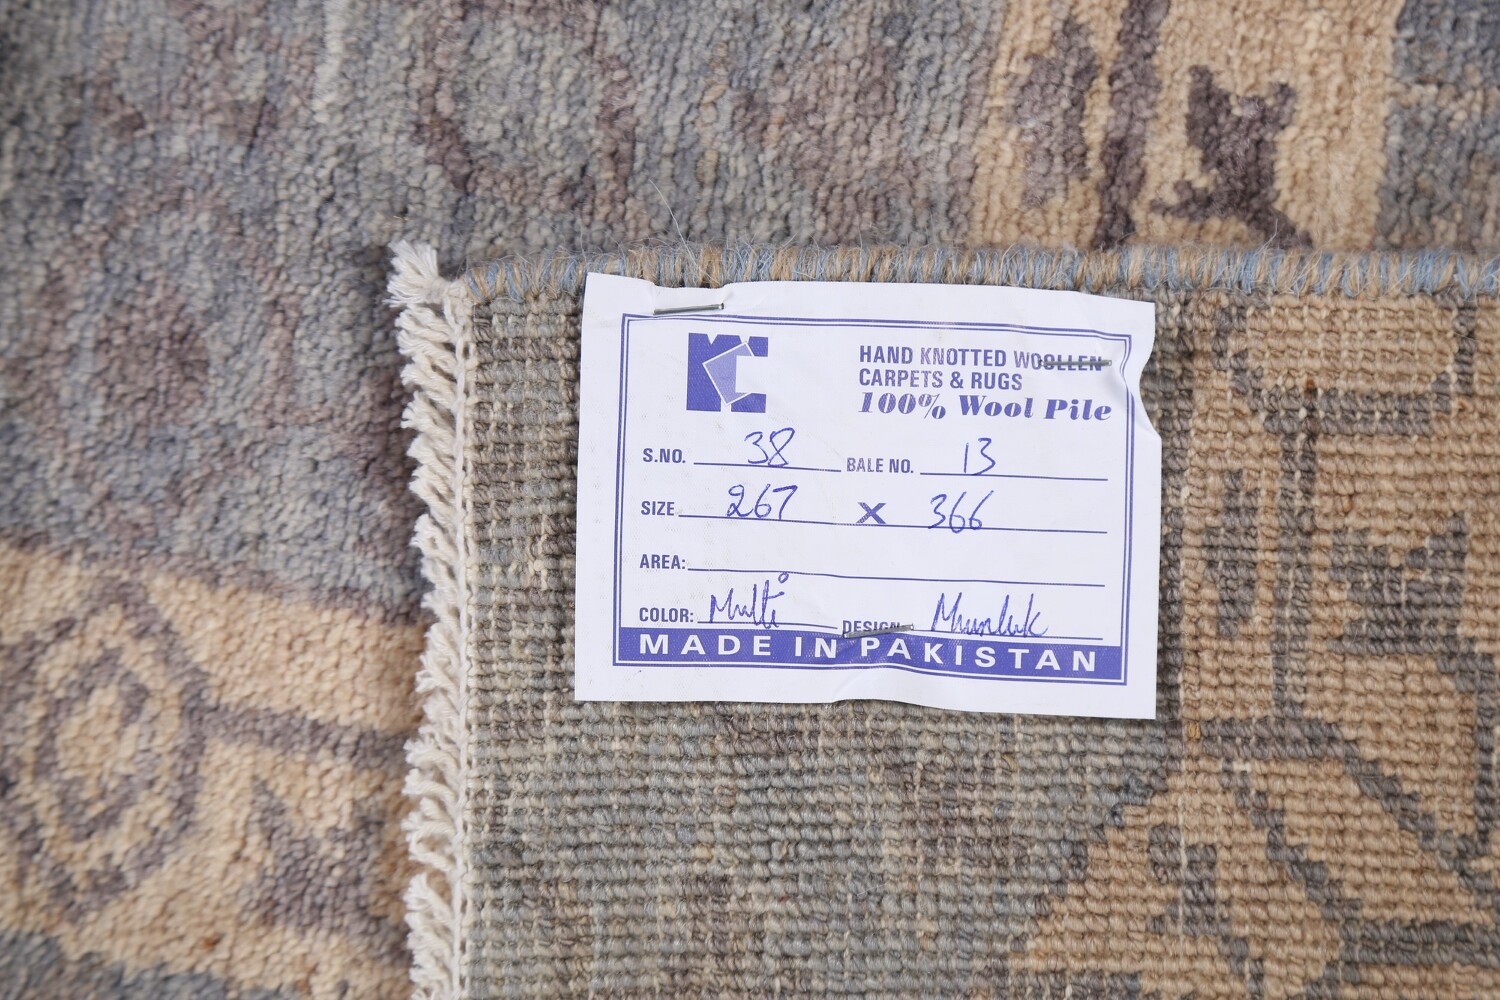 HAND KNOTTED WOOLLEN
CARPETS & RUGS
100% Wool Pile
S.NO. 38 BALE NO. 13
SIZE 267 X 366
AREA:
COLOR: Multi DESIGN
MADE IN PAKISTAN